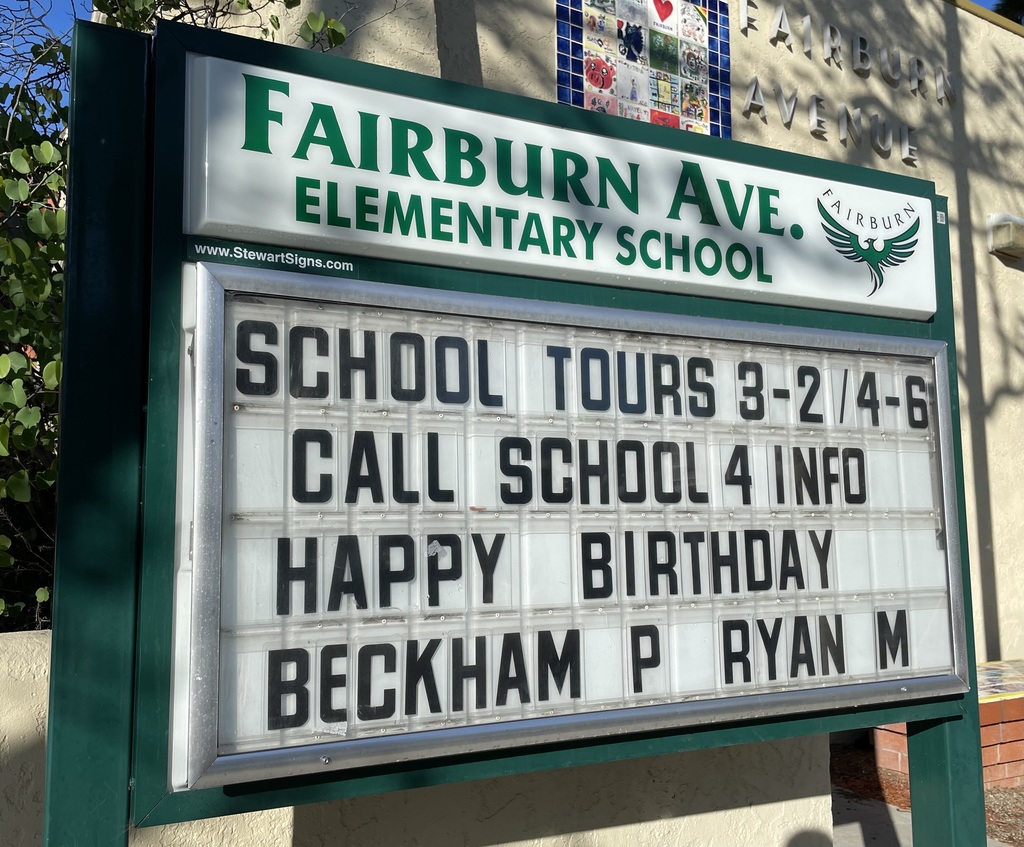 FAIRBURN
AVENUE
FAIRBURN AVE.
ELEMENTARY SCHOOL
FAIRBURN
www.StewartSigns.com
SCHOOL TOURS 3-2/4-6
CALL SCHOOL 4 INFO
HAPPY BIRTHDAY
BECKHAM P RYAN M